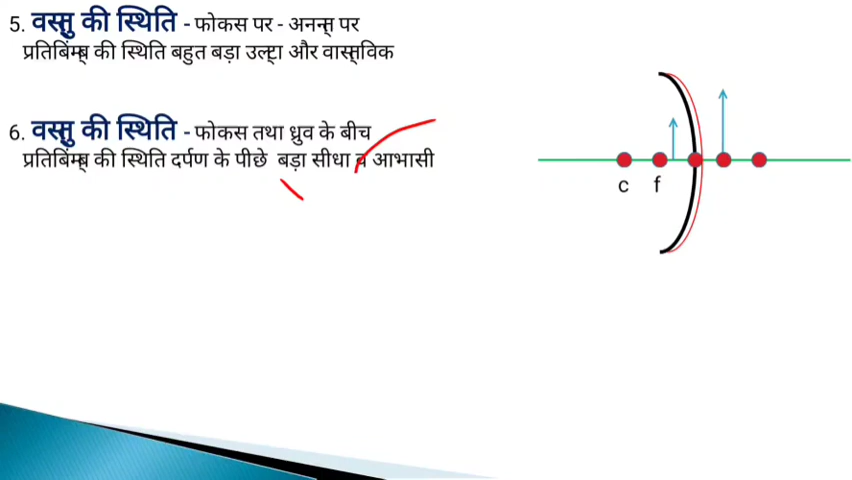 5. वस्तु की स्थिति - फोकस पर - अनन्त पर
प्रतिबिंम्ब की स्थिति बहुत बड़ा उल्टा और वास्तविक
6. वस्तु की स्थिति - फोकस तथा ध्रुव के बीच
प्रतिबिंम्ब की स्थिति दर्पण के पीछे बड़ा सीधा व आभासी
c f